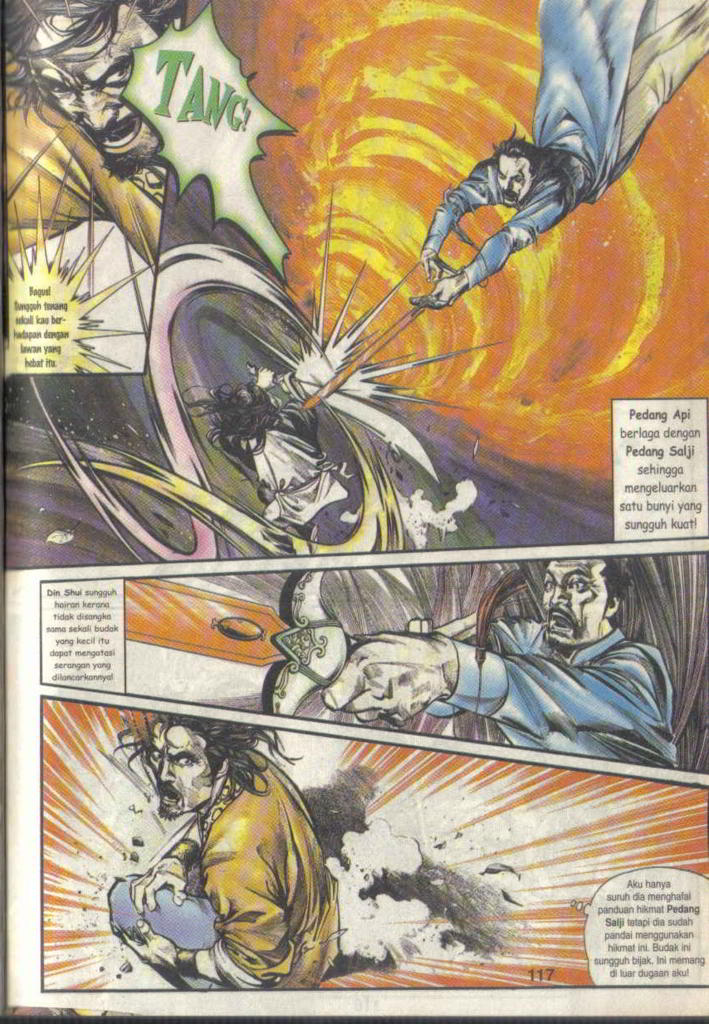 TANG!
Bagus!
Sungguh tenang
sekali kau ber-
hadapan dengan
lawan yang
hebat itu.
Pedang Api
berlaga dengan
Pedang Salji
sehingga
mengeluarkan
satu bunyi yang
sungguh kuat!
Din Shui sungguh
hairan kerana
tidak disangka
sama sekali budak
yang kecil itu
dapat mengatasi
serangan yang
dilancarkannya!
Aku hanya
suruh dia menghafal
panduan hikmat Pedang
Salji tetapi dia sudah
pandai menggunakan
hikmat ini. Budak ini
sungguh bijak. Ini memang
di luar dugaan aku!
117